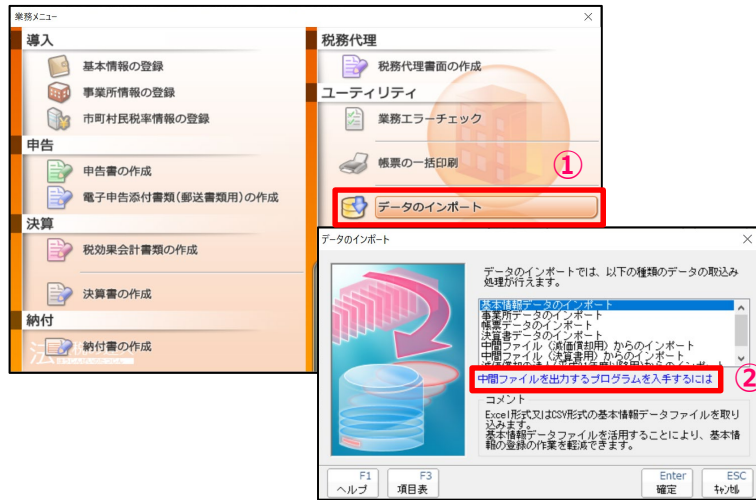 業務メニュー
導入
基本情報の登録
事業所情報の登録
市町村民税率情報の登録
申告
申告書の作成
電子申告添付書類(郵送書類用)の作成
決算
税効果会計書類の作成
決算書の作成
納付
納付書の作成
税務代理
税務代理書面の作成
ユーティリティ
業務エラーチェック
帳票の一括印刷
①
データのインポート
データのインポート
データのインポートでは、以下の種類のデータの取込み
処理が行えます。
基本情報データのインポート
事業所データのインポート
帳票データのインポート
決算書データのインポート
中間ファイル（減価償却用）からのインポート
中間ファイル（決算書用）からのインポート
中間ファイルを出力するプログラムを入手するには
②
コメント
Excel形式又はCSV形式の基本情報データファイルを取り
込みます。
基本情報データファイルを活用することにより、基本情
報の登録の作業を軽減できます。
F1
ヘルプ
F3
項目表
Enter
確定
ESC
ｷｬﾝｾﾙ